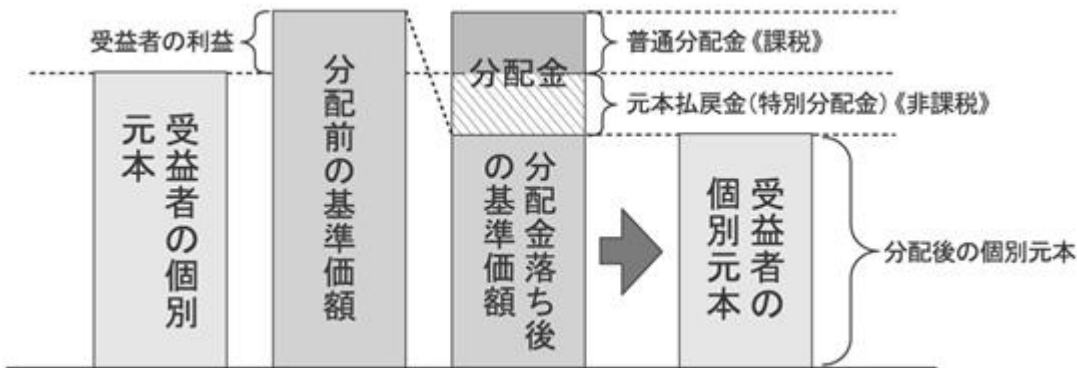 受益者の利益
受益者の個別
元本
分配前の基準価額
分配金
分配金落ち後
の基準価額
普通分配金《課税》
元本払戻金(特別分配金)《非課税》
受益者の
個別元本
分配後の個別元本